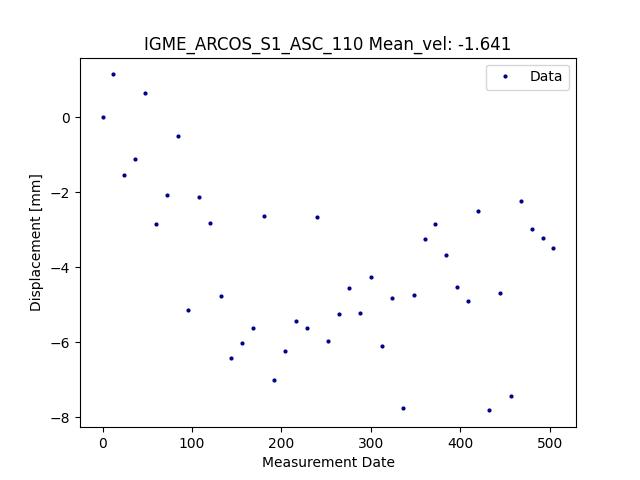 IGME_ARCOS_S1_ASC_110 Mean_vel: -1.641
Data
0
−2
−4
−6
−8
Displacement [mm]
0 100 200 300 400 500
Measurement Date